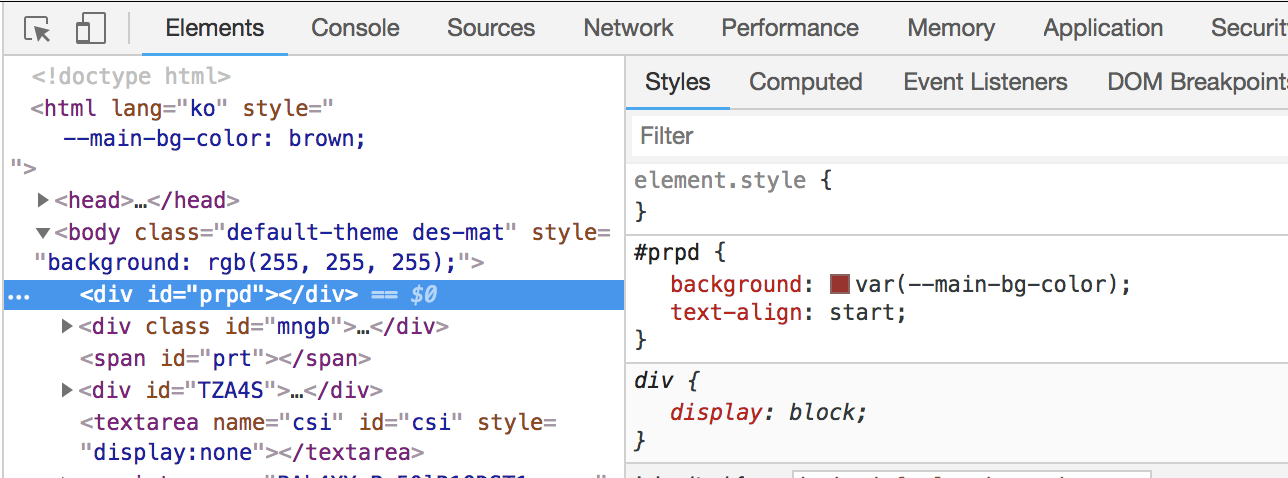 Elements Console Sources Network Performance Memory Application Securit
<!doctype html>
<html lang="ko" style="
--main-bg-color: brown;
">
▶<head>…</head>
▼<body class="default-theme des-mat" style=
"background: rgb(255, 255, 255);">
… <div id="prpd"></div> == $0
▶<div class id="mngb">…</div>
<span id="prt"></span>
▶<div id="TZA4S">…</div>
<textarea name="csi" id="csi" style=
"display:none"></textarea>
Styles Computed Event Listeners DOM Breakpoints
Filter
element.style {
}
#prpd {
background: var(--main-bg-color);
text-align: start;
}
div {
display: block;
}